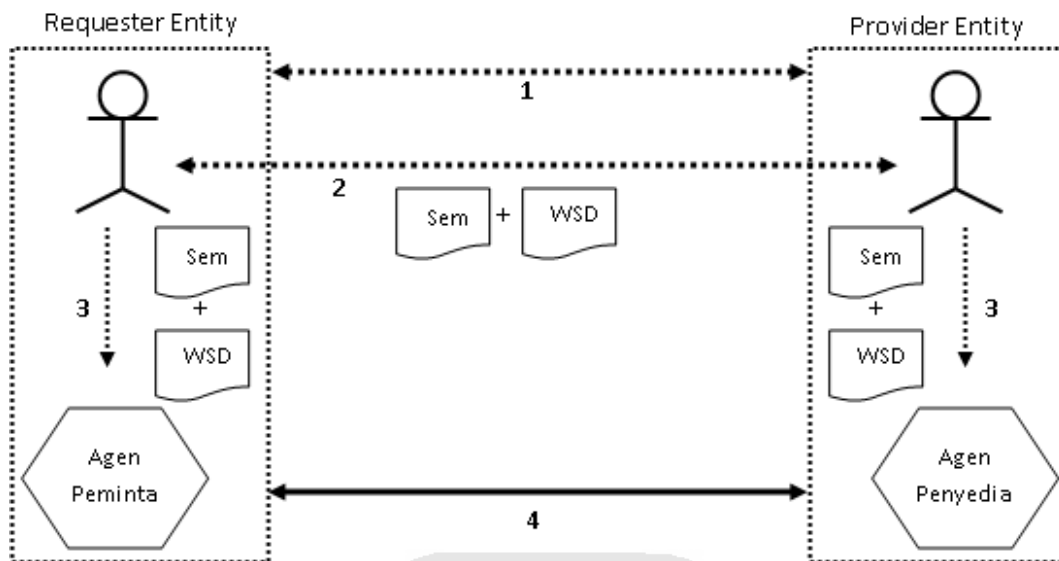 Requester Entity
Provider Entity
1
2
Sem
+
WSD
Sem
+
WSD
3
Sem
+
WSD
3
Agen
Peminta
Agen
Penyedia
4